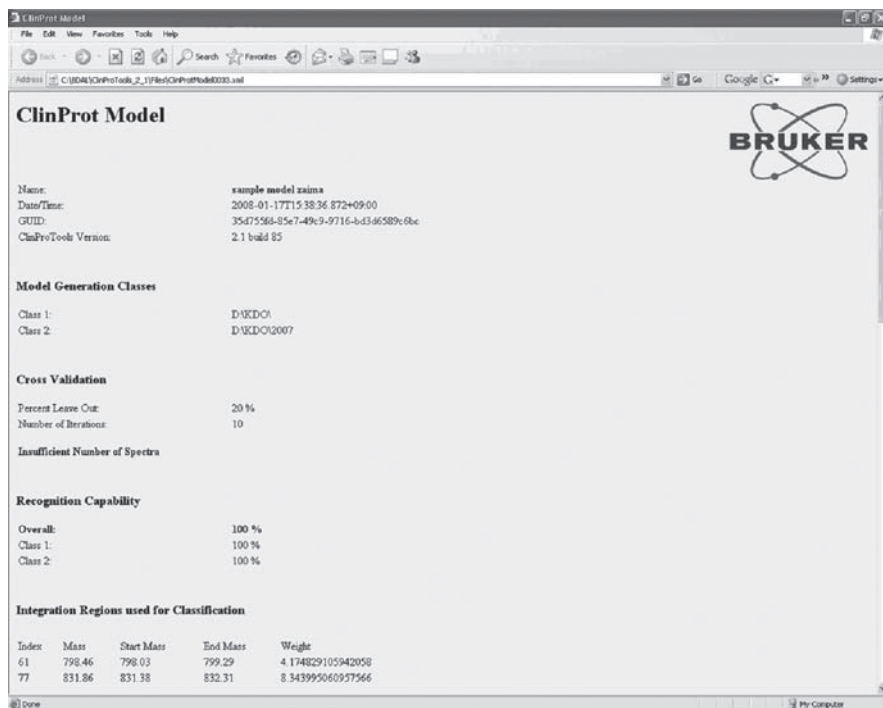 ClinProt Model
File Edit View Favorites Tools Help
Back Search Favorites
Address C:\BDAL\ClinProTools_2_1\Files\ClinProtModel0033.xml Go Google G Settings
ClinProt Model
BRUKER
Name: sample model zaima
Date/Time: 2008-01-17T15:38:36.872+09:00
GUID: 35d755fd-85e7-49c9-9716-bd3d6589c6bc
ClinProTools Version: 2.1 build 85
Model Generation Classes
Class 1: D:\KDO\
Class 2: D:\KDO\2007
Cross Validation
Percent Leave Out: 20 %
Number of Iterations: 10
Insufficient Number of Spectra
Recognition Capability
Overall: 100 %
Class 1: 100 %
Class 2: 100 %
Integration Regions used for Classification
Index Mass Start Mass End Mass Weight
61 798.46 798.03 799.29 4.174829105942058
77 831.86 831.38 832.31 8.343995060957566
Done My Computer